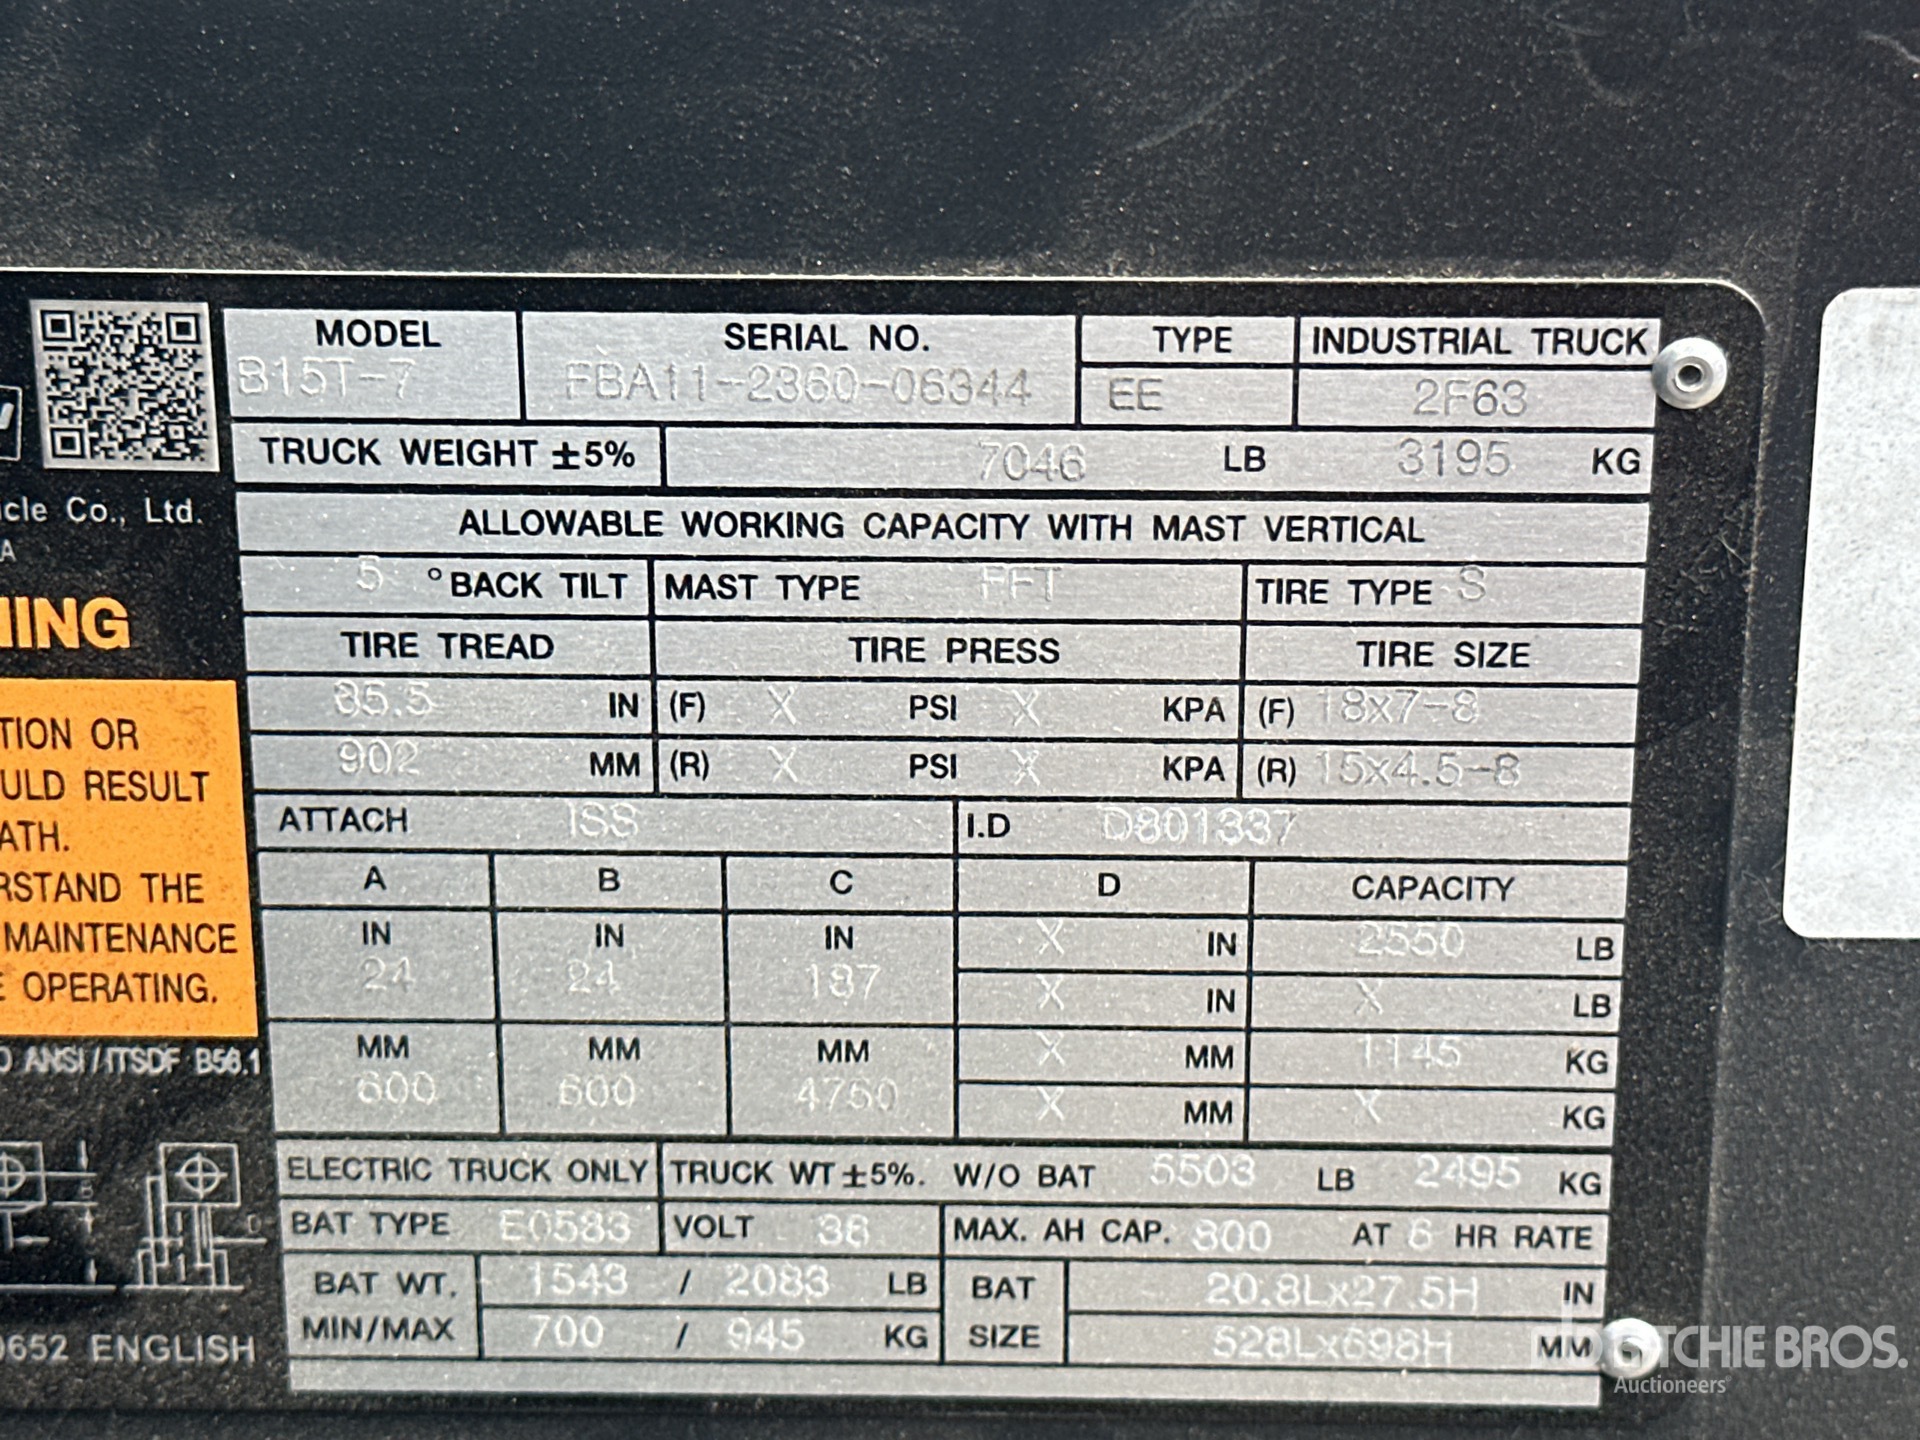 MODEL SERIAL NO. TYPE INDUSTRIAL TRUCK
B15T-7 FBA11-2360-06344 EE 2F63
TRUCK WEIGHT ±5% 7046 LB 3195 KG
cle Co., Ltd.
A
ALLOWABLE WORKING CAPACITY WITH MAST VERTICAL
5 °BACK TILT MAST TYPE FFT TIRE TYPE S
NING
TIRE TREAD TIRE PRESS TIRE SIZE
35.5 IN (F) X PSI X KPA (F) 18x7-8
902 MM (R) X PSI X KPA (R) 15x4.5-8
TION OR
ULD RESULT
ATH.
RSTAND THE
MAINTENANCE
E OPERATING.
ATTACH ISS I.D D801337
A B C D CAPACITY
IN IN IN X IN 2550 LB
24 24 187 X IN X LB
MM MM MM X MM 1145 KG
600 600 4750 X MM X KG
ANSI/ITSDF B56.1
ELECTRIC TRUCK ONLY TRUCK WT ±5%. W/O BAT 5503 LB 2495 KG
BAT TYPE E0583 VOLT 36 MAX. AH CAP. 800 AT 6 HR RATE
BAT WT. 1543 / 2083 LB BAT 20.8Lx27.5H IN
MIN/MAX 700 / 945 KG SIZE 528Lx698H MM
0652 ENGLISH
RITCHIE BROS.
Auctioneers